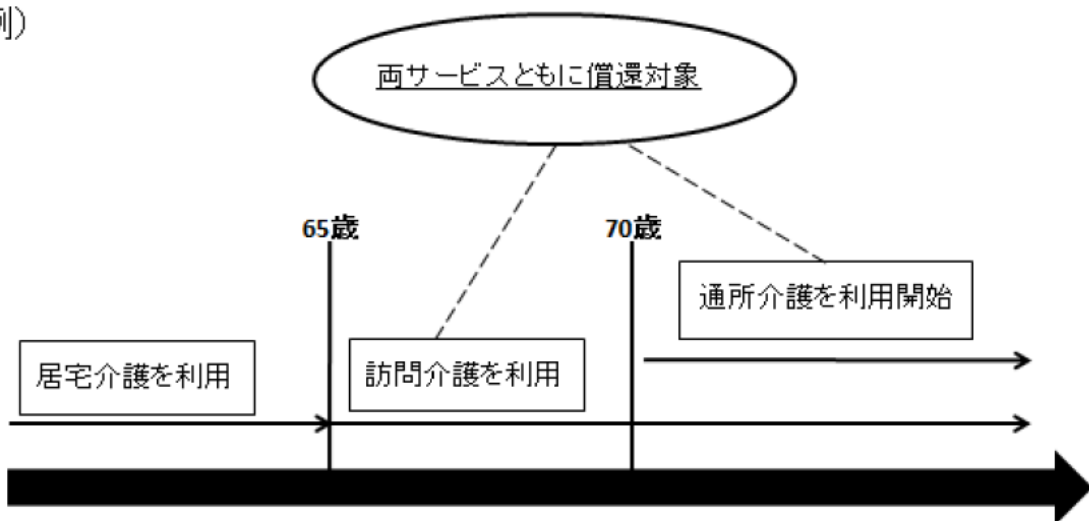 例)
両サービスともに償還対象
65歳
70歳
通所介護を利用開始
居宅介護を利用
訪問介護を利用